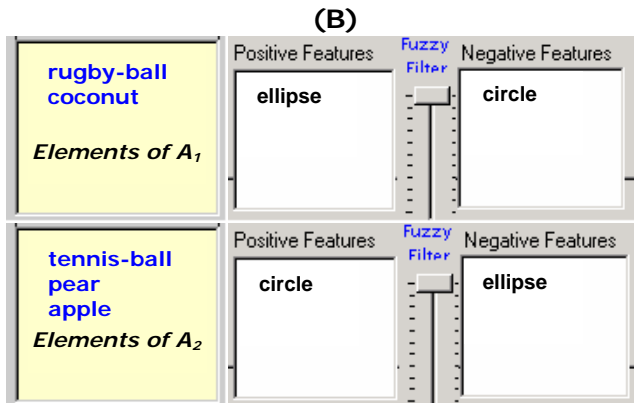 (B)
rugby-ball
coconut
Elements of A1
Positive Features
ellipse
Fuzzy
Filter
Negative Features
circle
tennis-ball
pear
apple
Elements of A2
Positive Features
circle
Fuzzy
Filter
Negative Features
ellipse